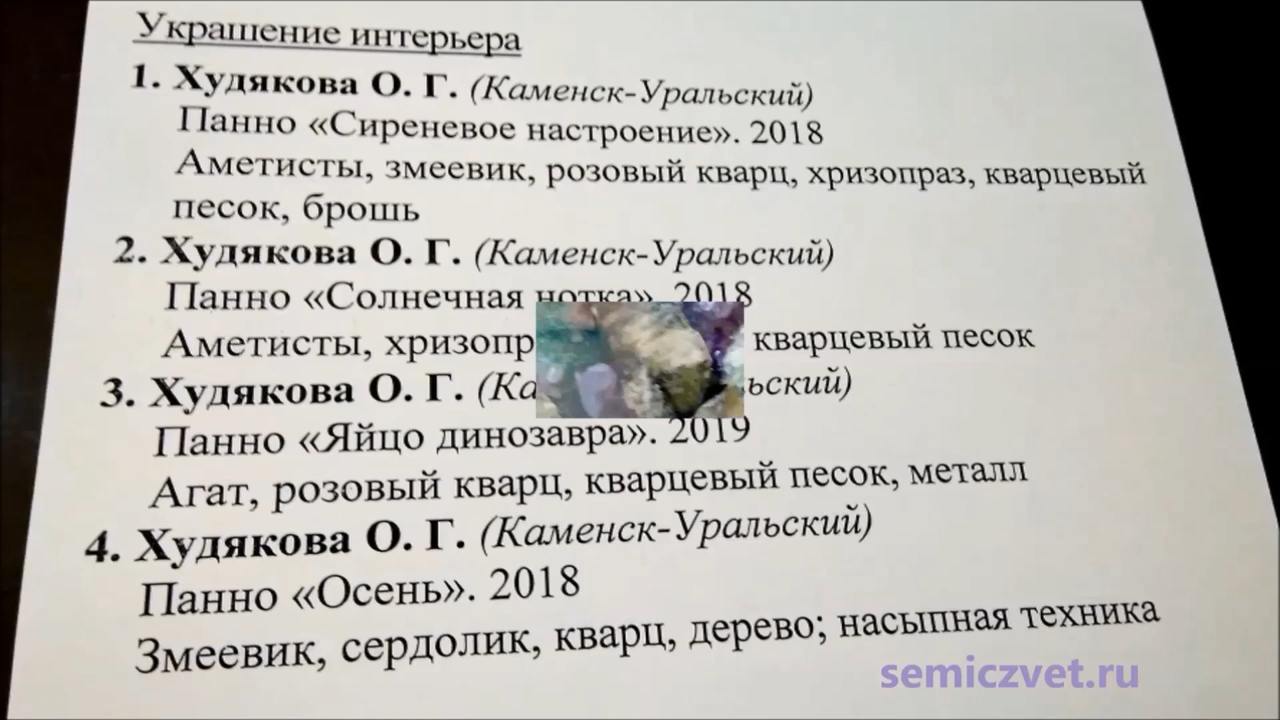 Украшение интерьера
1. Худякова О. Г. (Каменск-Уральский)
Панно «Сиреневое настроение». 2018
Аметисты, змеевик, розовый кварц, хризопраз, кварцевый
песок, брошь
2. Худякова О. Г. (Каменск-Уральский)
Панно «Солнечная нотка». 2018
Аметисты, кварцевый песок
3. Худякова О. Г.
Панно «Яйцо динозавра». 2019
Агат, розовый кварц, кварцевый песок, металл
4. Худякова О. Г. (Каменск-Уральский)
Панно «Осень». 2018
Змеевик, сердолик, кварц, дерево; насыпная техника
semiczvet.ru